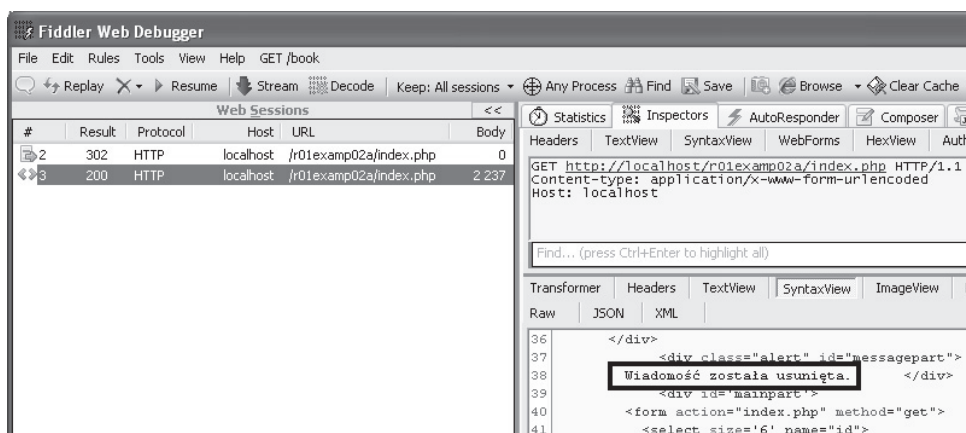 Fiddler Web Debugger
File Edit Rules Tools View Help GET /book
Replay Resume Stream Decode Keep: All sessions Any Process Find Save Browse Clear Cache
Web Sessions <<
# Result Protocol Host URL Body
2 302 HTTP localhost /r01examp02a/index.php 0
3 200 HTTP localhost /r01examp02a/index.php 2 237
Statistics Inspectors AutoResponder Composer
Headers TextView SyntaxView WebForms HexView Auth
GET http://localhost/r01examp02a/index.php HTTP/1.1
Content-type: application/x-www-form-urlencoded
Host: localhost
Find... (press Ctrl+Enter to highlight all)
Transformer Headers TextView SyntaxView ImageView
Raw JSON XML
36 </div>
37 <div class="alert" id="messagepart">
38 Wiadomość została usunięta. </div>
39 <div id='mainpart'>
40 <form action="index.php" method="get">
41 <select size='6' name="id">